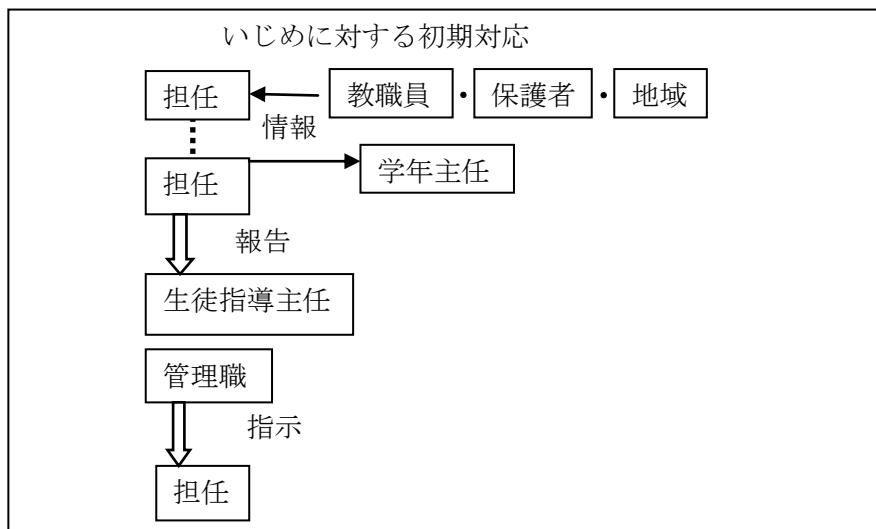 いじめに対する初期対応
担任 教職員・保護者・地域
情報
担任 学年主任
報告
生徒指導主任
管理職
指示
担任